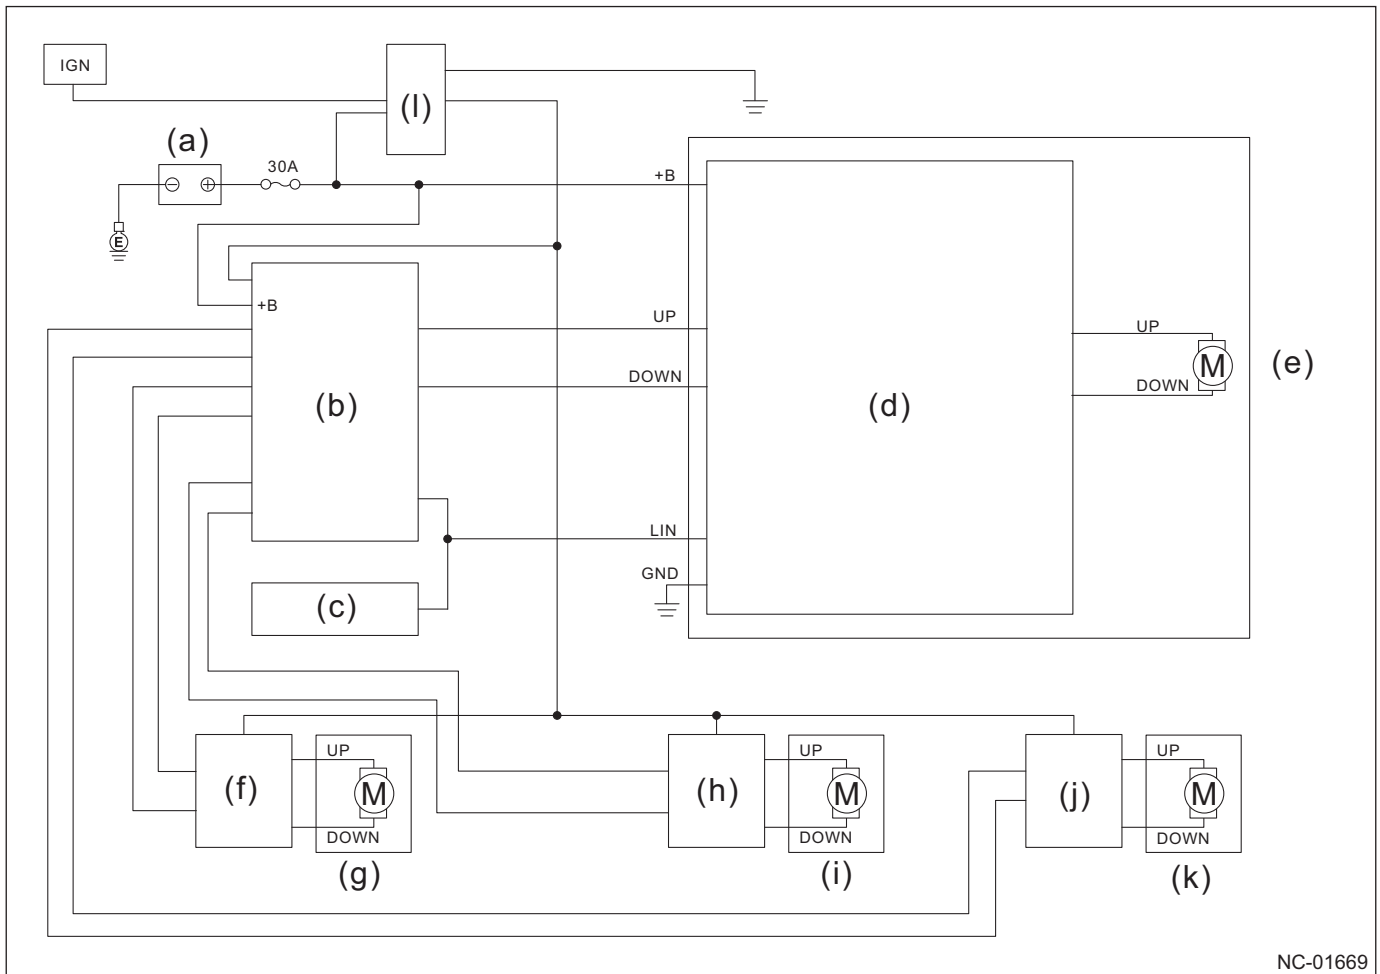 IGN
(l)
(a)
30A
+B
E
+B
UP
UP
(e)
M
DOWN
DOWN
(b)
(d)
LIN
GND
(c)
UP
UP
UP
(f)
M
(h)
M
(j)
M
DOWN
DOWN
DOWN
(g)
(i)
(k)
NC-01669